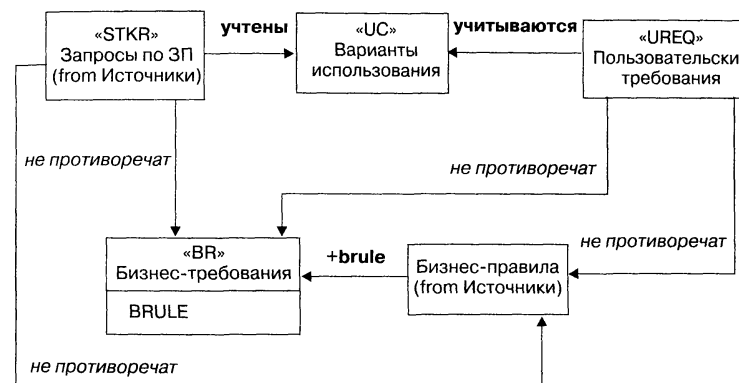 «STKR»
Запросы по ЗП
(from Источники)
учтены
«UC»
Варианты
использования
учитываются
«UREQ»
Пользовательски
требования
не противоречат
не противоречат
не противоречат
«BR»
Бизнес-требования
BRULE
+brule
Бизнес-правила
(from Источники)
не противоречат